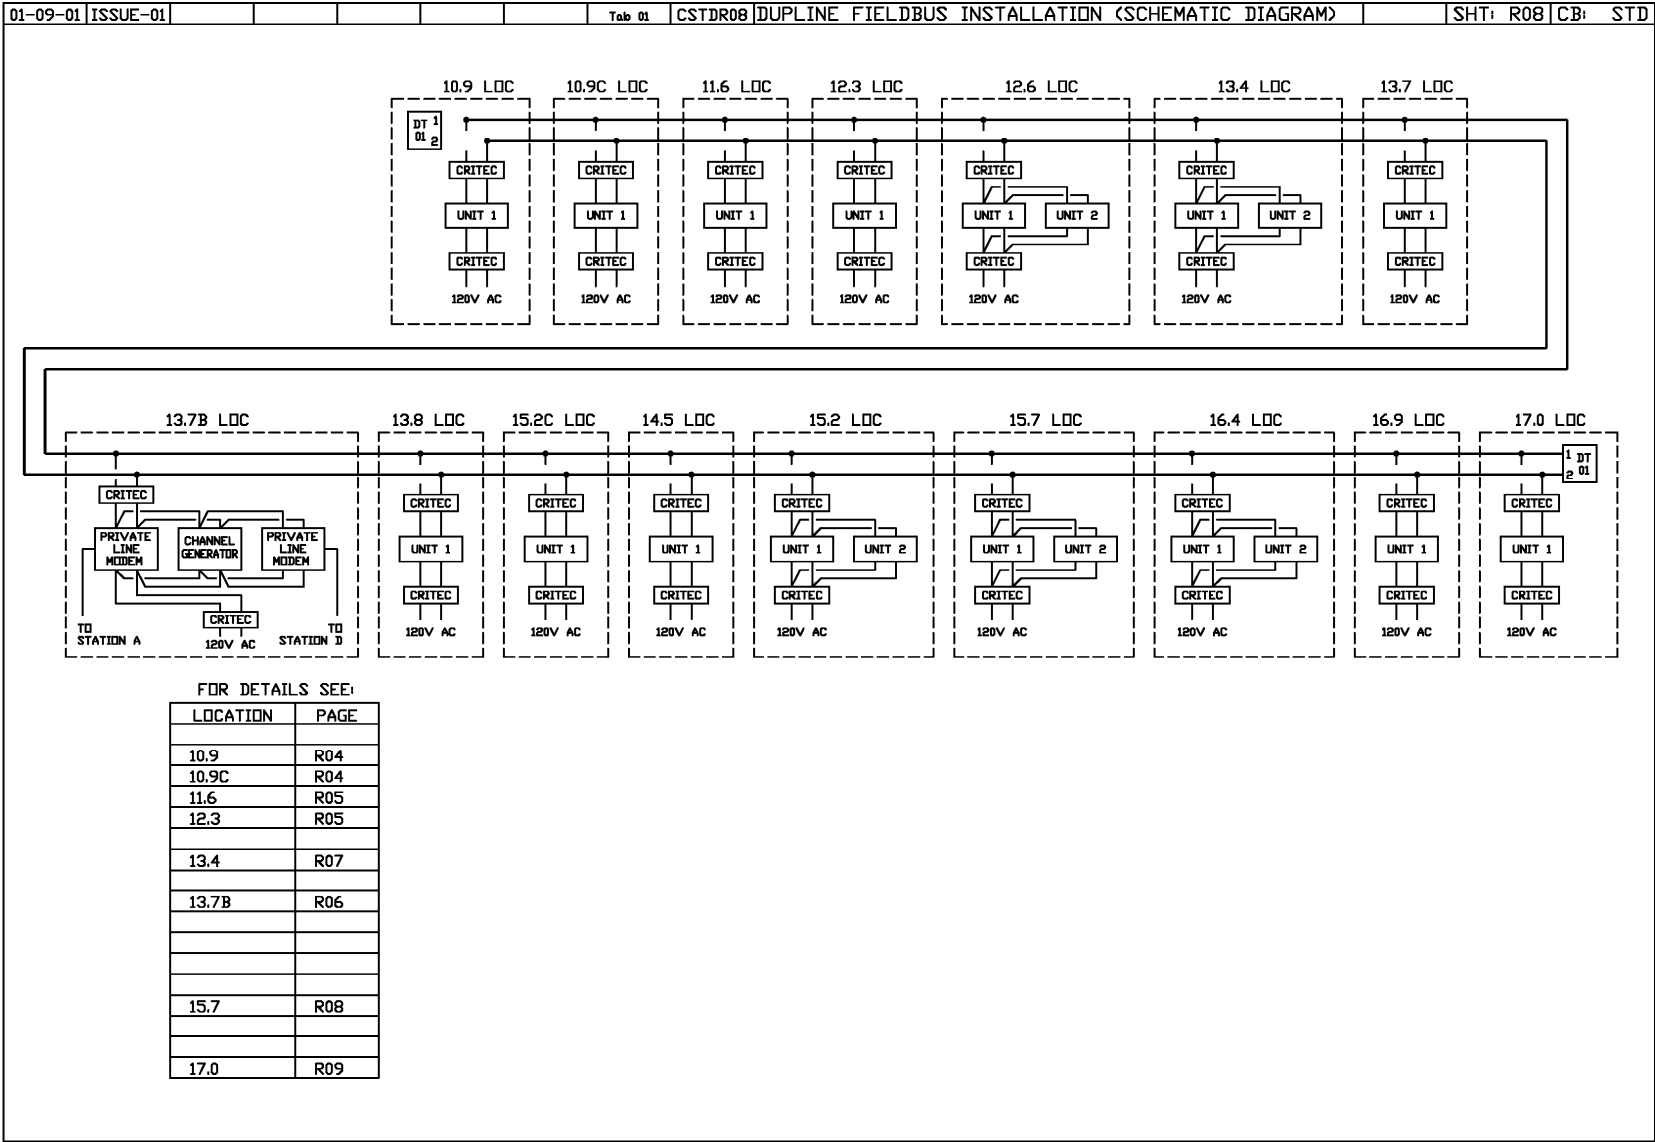 01-09-01 ISSUE-01 Tab 01 CSTDR08 DUPLINE FIELDBUS INSTALLATION (SCHEMATIC DIAGRAM) SHT: R08 CB: STD
10.9 LOC 10.9C LOC 11.6 LOC 12.3 LOC 12.6 LOC 13.4 LOC 13.7 LOC
DT 1
01 2
CRITEC CRITEC CRITEC CRITEC CRITEC CRITEC CRITEC
UNIT 1 UNIT 1 UNIT 1 UNIT 1 UNIT 1 UNIT 2 UNIT 1 UNIT 2 UNIT 1
CRITEC CRITEC CRITEC CRITEC CRITEC CRITEC CRITEC
120V AC 120V AC 120V AC 120V AC 120V AC 120V AC 120V AC
13.7B LOC 13.8 LOC 15.2C LOC 14.5 LOC 15.2 LOC 15.7 LOC 16.4 LOC 16.9 LOC 17.0 LOC
1 DT
2 01
CRITEC CRITEC CRITEC CRITEC CRITEC CRITEC CRITEC CRITEC CRITEC
PRIVATE
LINE
MODEM
CHANNEL
GENERATOR
PRIVATE
LINE
MODEM
UNIT 1 UNIT 1 UNIT 1 UNIT 1 UNIT 2 UNIT 1 UNIT 2 UNIT 1 UNIT 2 UNIT 1 UNIT 1
CRITEC CRITEC CRITEC CRITEC CRITEC CRITEC CRITEC CRITEC CRITEC
TO
STATION A
120V AC
TO
STATION D
120V AC 120V AC 120V AC 120V AC 120V AC 120V AC 120V AC 120V AC
FOR DETAILS SEE:
LOCATION PAGE
10.9 R04
10.9C R04
11.6 R05
12.3 R05
13.4 R07
13.7B R06
15.7 R08
17.0 R09